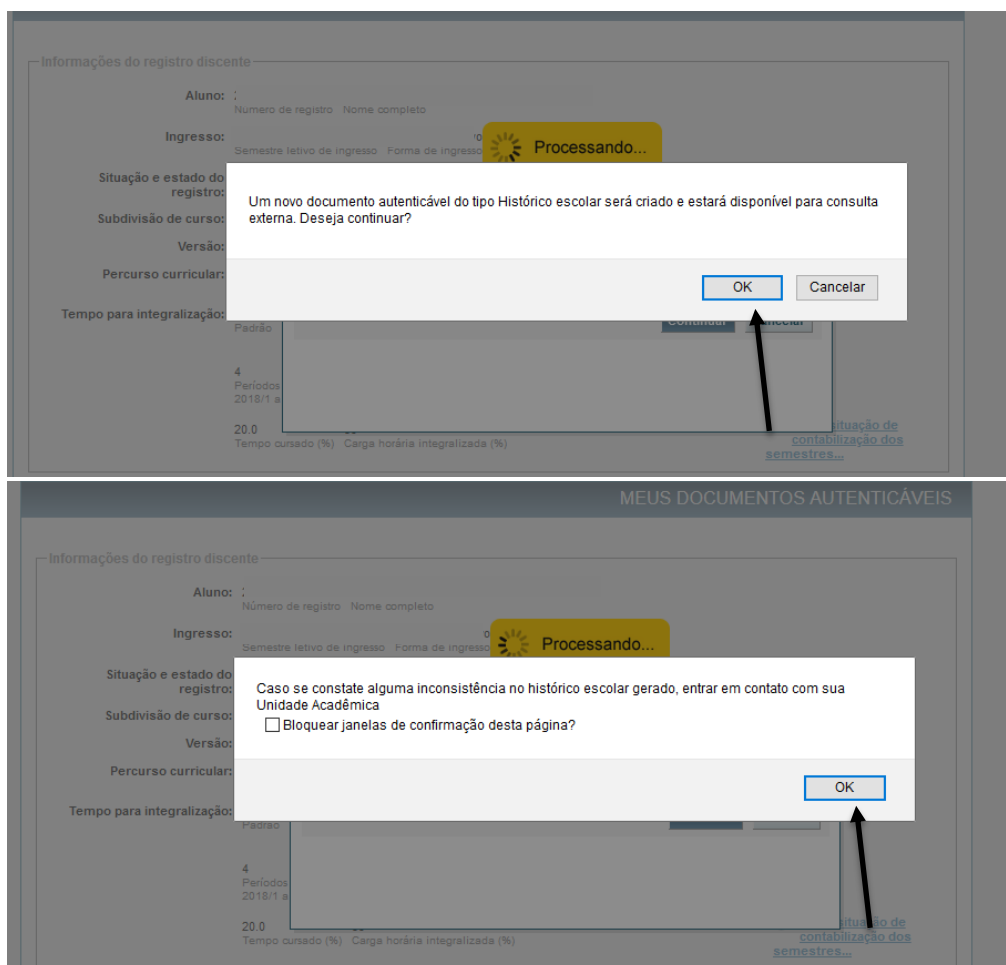 Informações do registro discente
Aluno:
Número de registro Nome completo
Ingresso:
Semestre letivo de ingresso Forma de ingresso
Processando...
Situação e estado do
registro:
Um novo documento autenticável do tipo Histórico escolar será criado e estará disponível para consulta
externa. Deseja continuar?
Subdivisão de curso:
Versão:
Percurso curricular:
OK Cancelar
Tempo para integralização:
Padrão
Continuar Cancelar
4
Períodos
2018/1 a
20.0
Tempo cursado (%) Carga horária integralizada (%)
situação de
contabilização dos
semestres...
MEUS DOCUMENTOS AUTENTICÁVEIS
Informações do registro discente
Aluno:
Número de registro Nome completo
Ingresso:
Semestre letivo de ingresso Forma de ingresso
Processando...
Situação e estado do
registro:
Caso se constate alguma inconsistência no histórico escolar gerado, entrar em contato com sua
Unidade Acadêmica
Bloquear janelas de confirmação desta página?
Subdivisão de curso:
Versão:
Percurso curricular:
OK
Tempo para integralização:
Padrão
4
Períodos
2018/1 a
20.0
Tempo cursado (%) Carga horária integralizada (%)
situação de
contabilização dos
semestres...